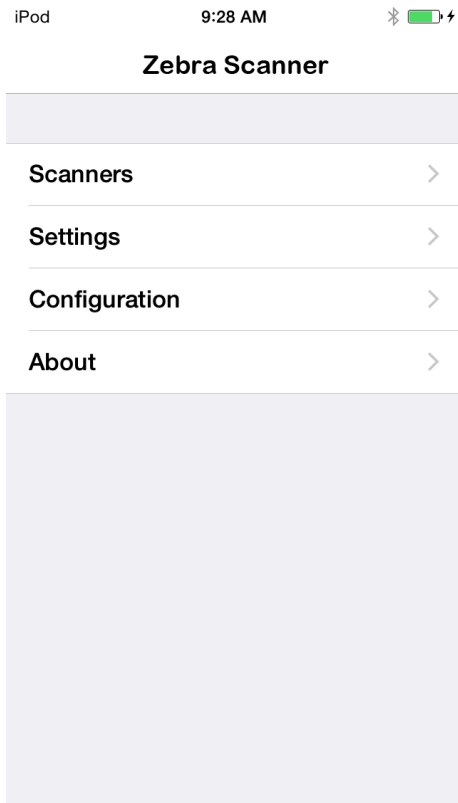 iPod 9:28 AM
Zebra Scanner
Scanners
Settings
Configuration
About